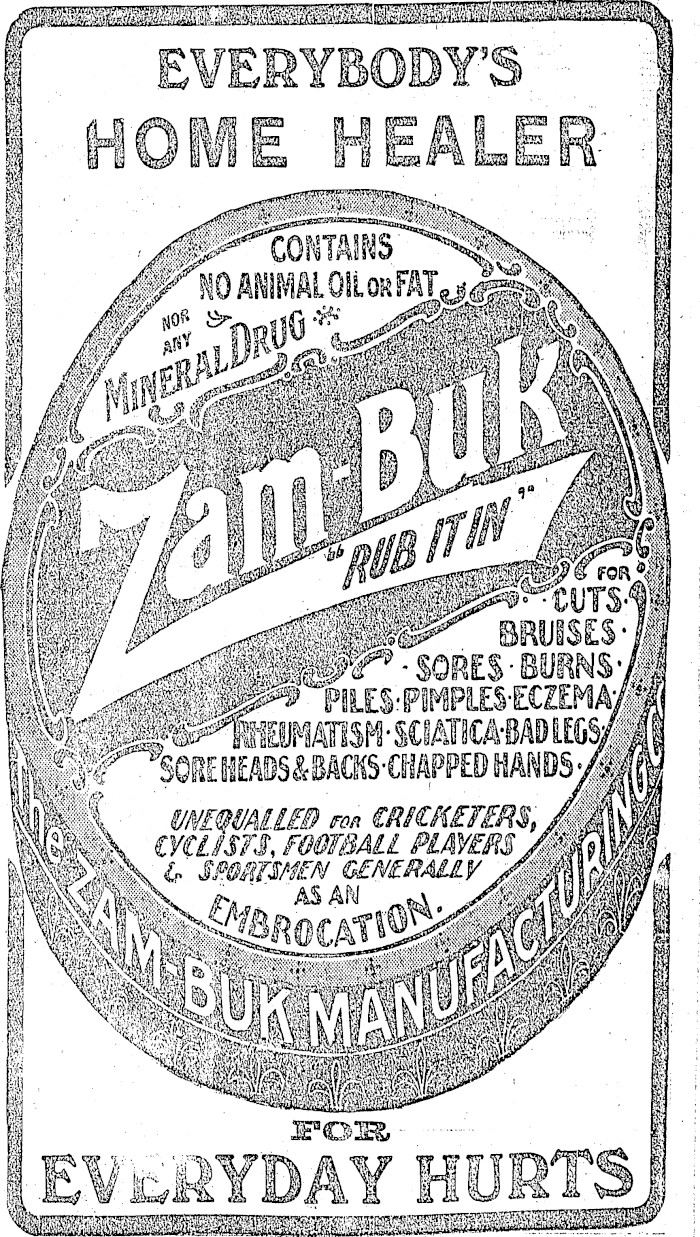 EVERYBODY'S
HOME HEALER
CONTAINS
NO ANIMAL OIL OR FAT
NOR
ANY
MINERAL DRUG
Zam-Buk
"RUB IT IN"
FOR
CUTS·
BRUISES·
·SORES·BURNS·
PILES·PIMPLES·ECZEMA·
RHEUMATISM·SCIATICA·BAD LEGS·
SORE HEADS & BACKS·CHAPPED HANDS·
UNEQUALLED FOR CRICKETERS,
CYCLISTS, FOOTBALL PLAYERS
& SPORTSMEN GENERALLY
AS AN
EMBROCATION.
The ZAM-BUK MANUFACTURING CO
FOR
EVERYDAY HURTS